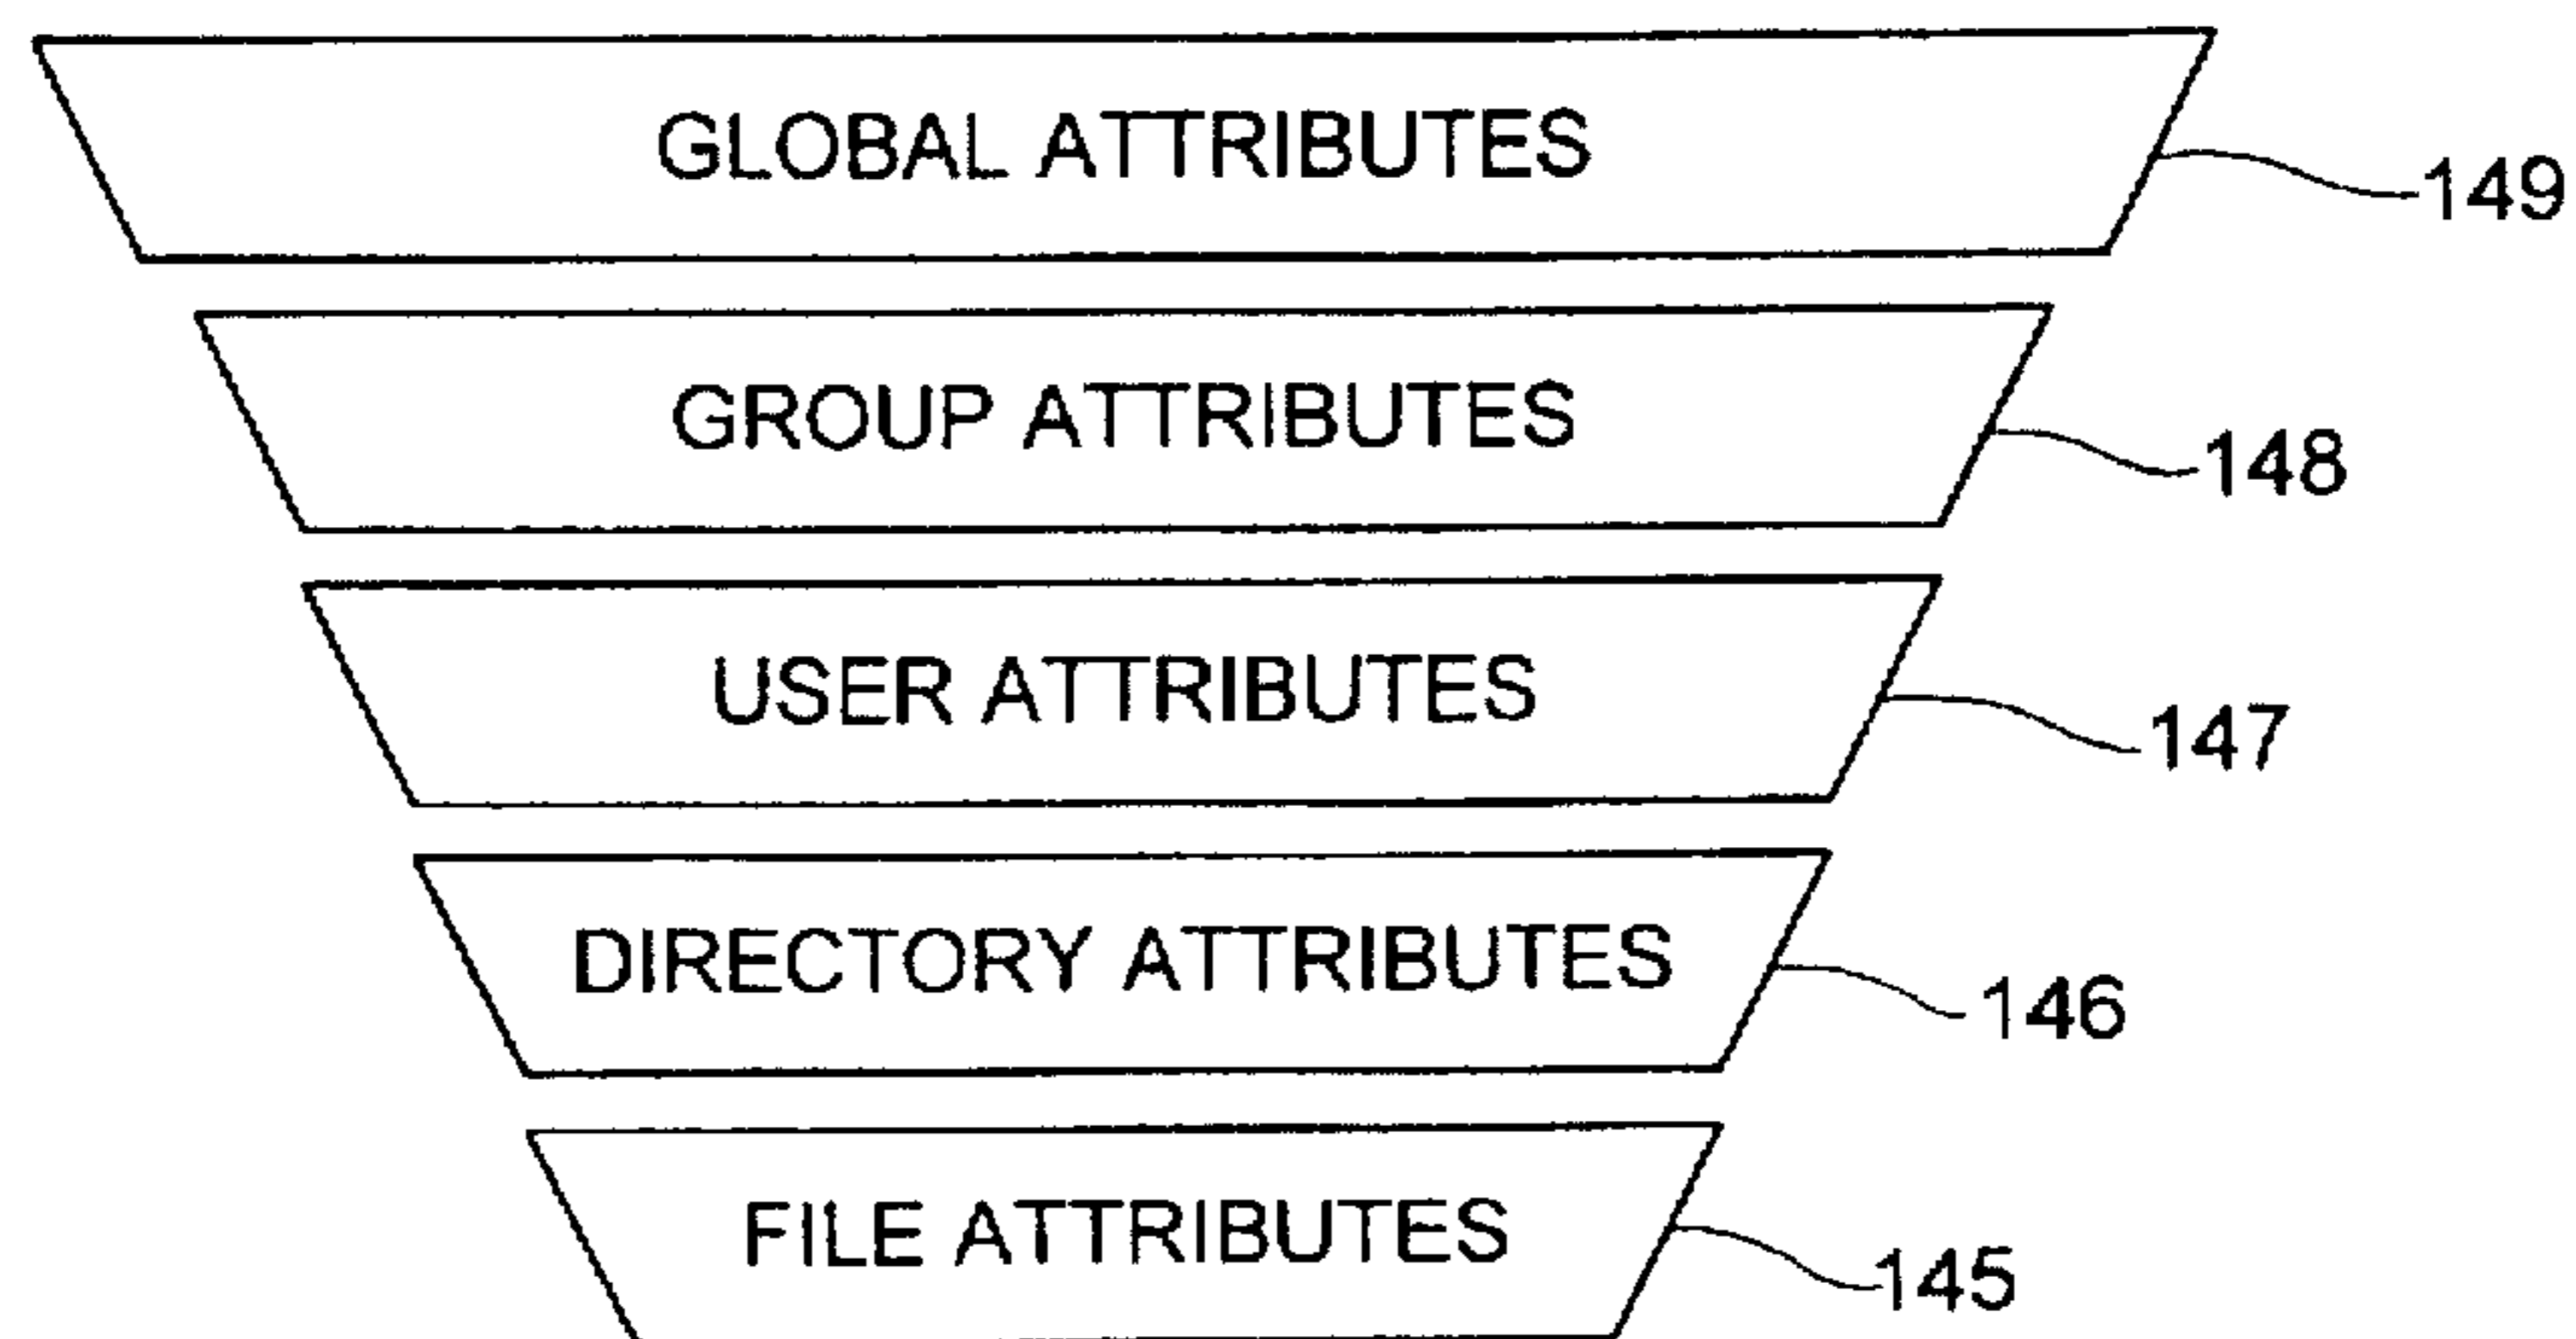 GLOBAL ATTRIBUTES
149
GROUP ATTRIBUTES
148
USER ATTRIBUTES
147
DIRECTORY ATTRIBUTES
146
FILE ATTRIBUTES
145